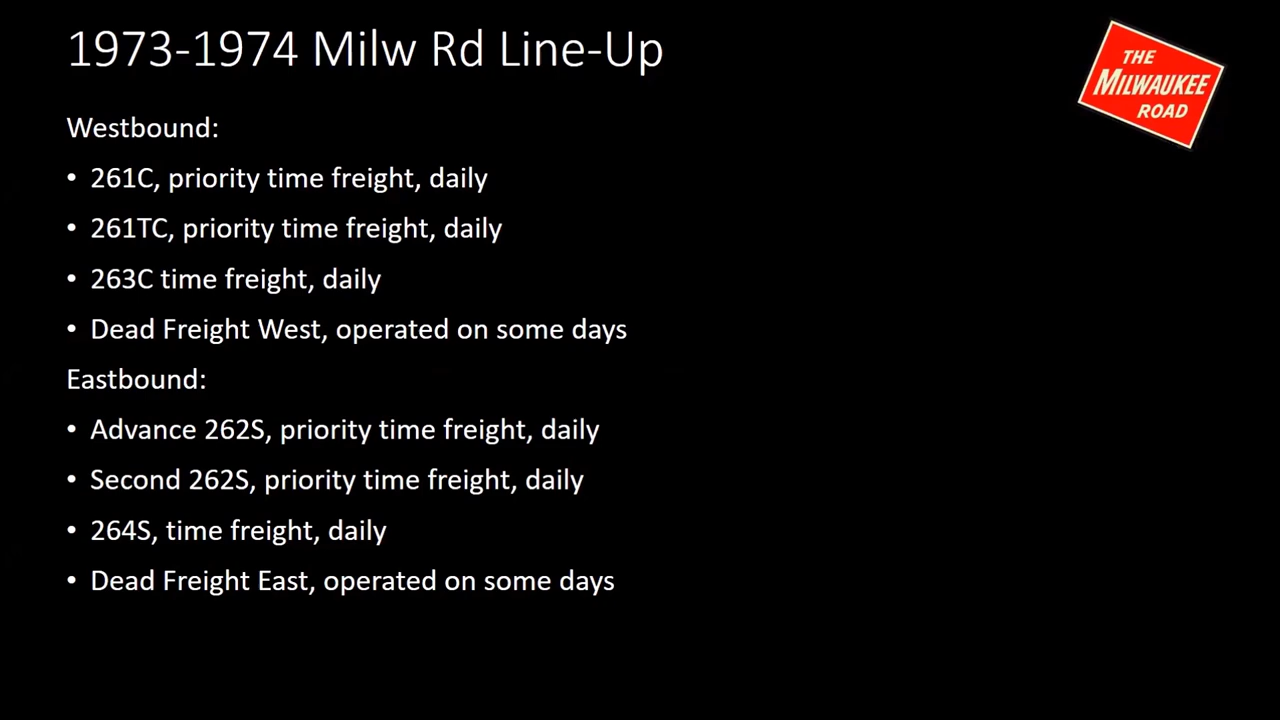 1973-1974 Milw Rd Line-Up
THE
MILWAUKEE
ROAD
Westbound:
• 261C, priority time freight, daily
• 261TC, priority time freight, daily
• 263C time freight, daily
• Dead Freight West, operated on some days
Eastbound:
• Advance 262S, priority time freight, daily
• Second 262S, priority time freight, daily
• 264S, time freight, daily
• Dead Freight East, operated on some days